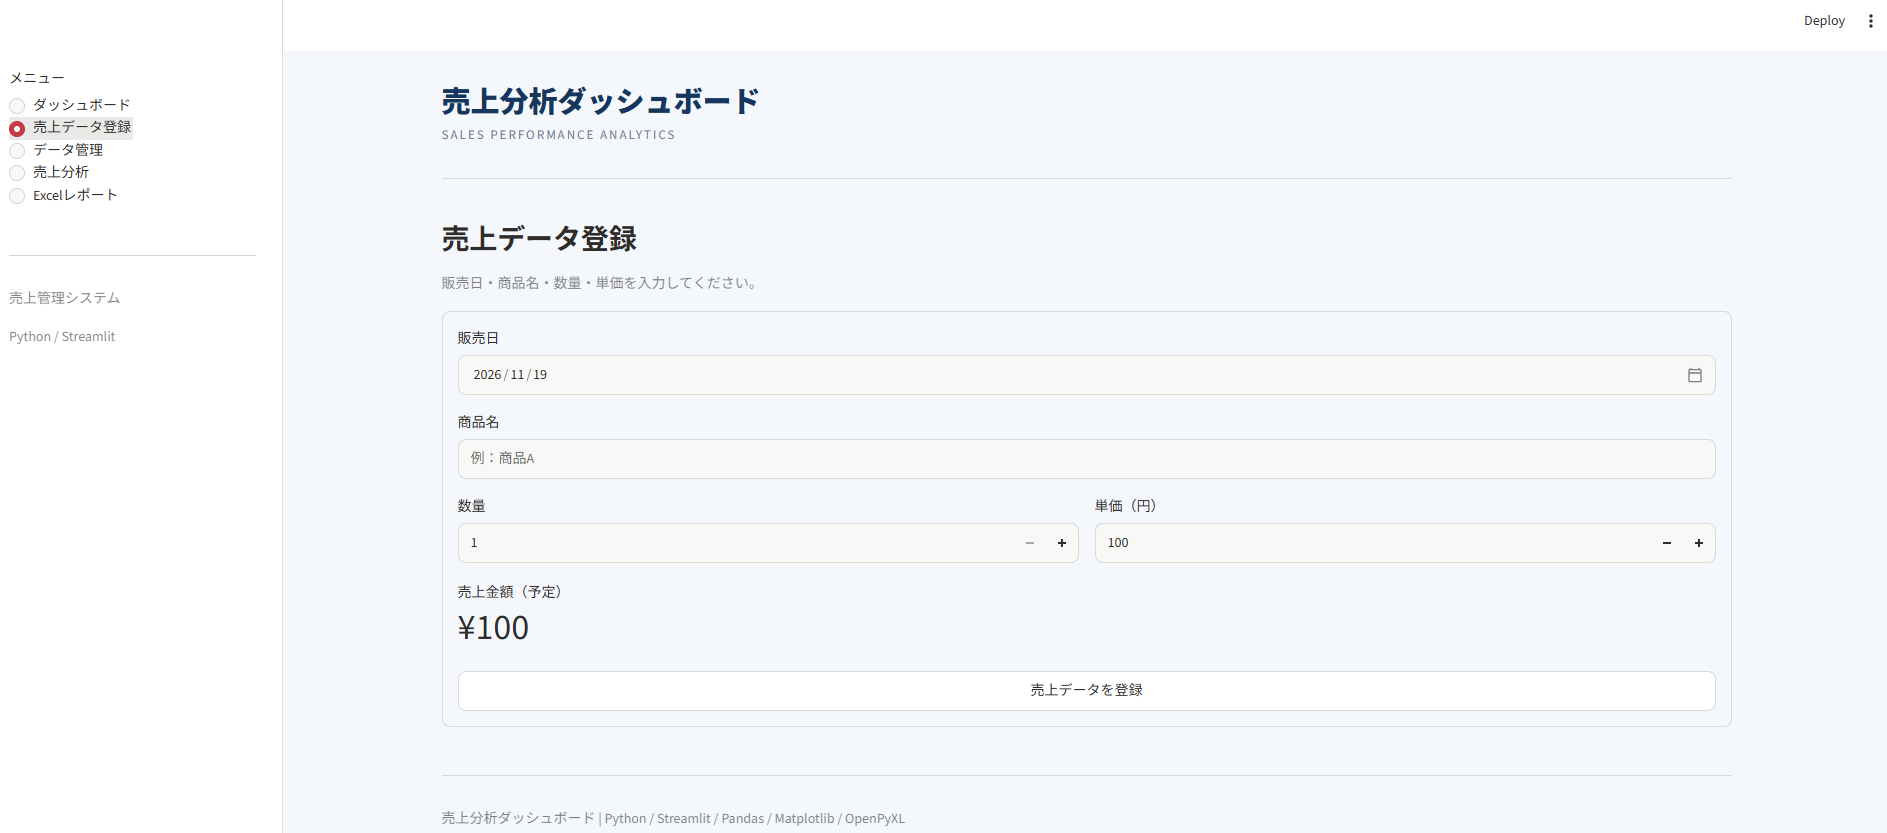 Deploy
メニュー
ダッシュボード
売上データ登録
データ管理
売上分析
Excelレポート
売上管理システム
Python / Streamlit
売上分析ダッシュボード
SALES PERFORMANCE ANALYTICS
売上データ登録
販売日・商品名・数量・単価を入力してください。
販売日
2026 / 11 / 19
商品名
例：商品A
数量
単価（円）
1
100
売上金額（予定）
¥100
売上データを登録
売上分析ダッシュボード | Python / Streamlit / Pandas / Matplotlib / OpenPyXL